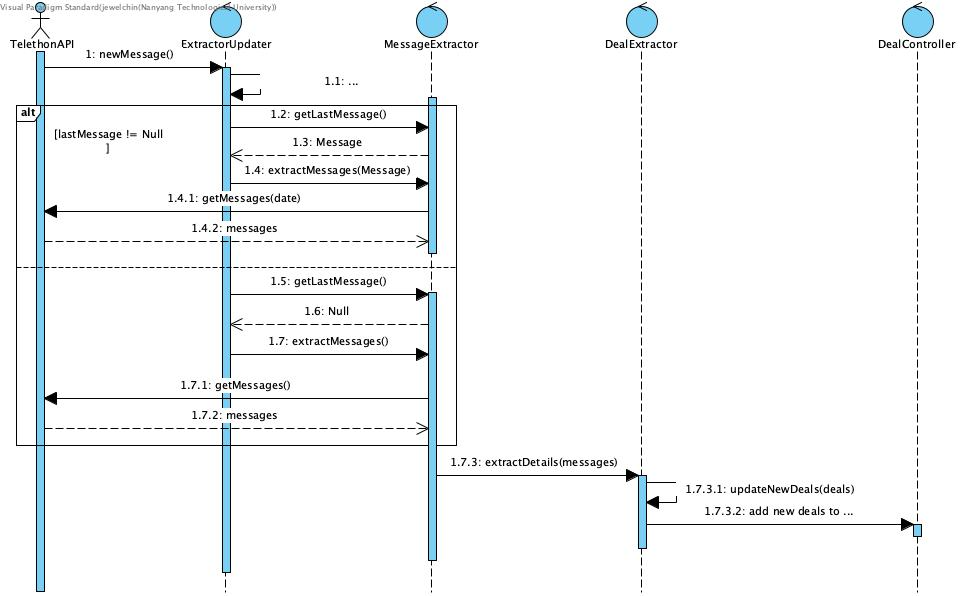 Visual Paradigm Standard(jewelchin(Nanyang Technological University))
TelethonAPI
ExtractorUpdater
MessageExtractor
DealExtractor
DealController
1: newMessage()
1.1: ...
alt
1.2: getLastMessage()
[lastMessage != Null
]
1.3: Message
1.4: extractMessages(Message)
1.4.1: getMessages(date)
1.4.2: messages
1.5: getLastMessage()
1.6: Null
1.7: extractMessages()
1.7.1: getMessages()
1.7.2: messages
1.7.3: extractDetails(messages)
1.7.3.1: updateNewDeals(deals)
1.7.3.2: add new deals to ...